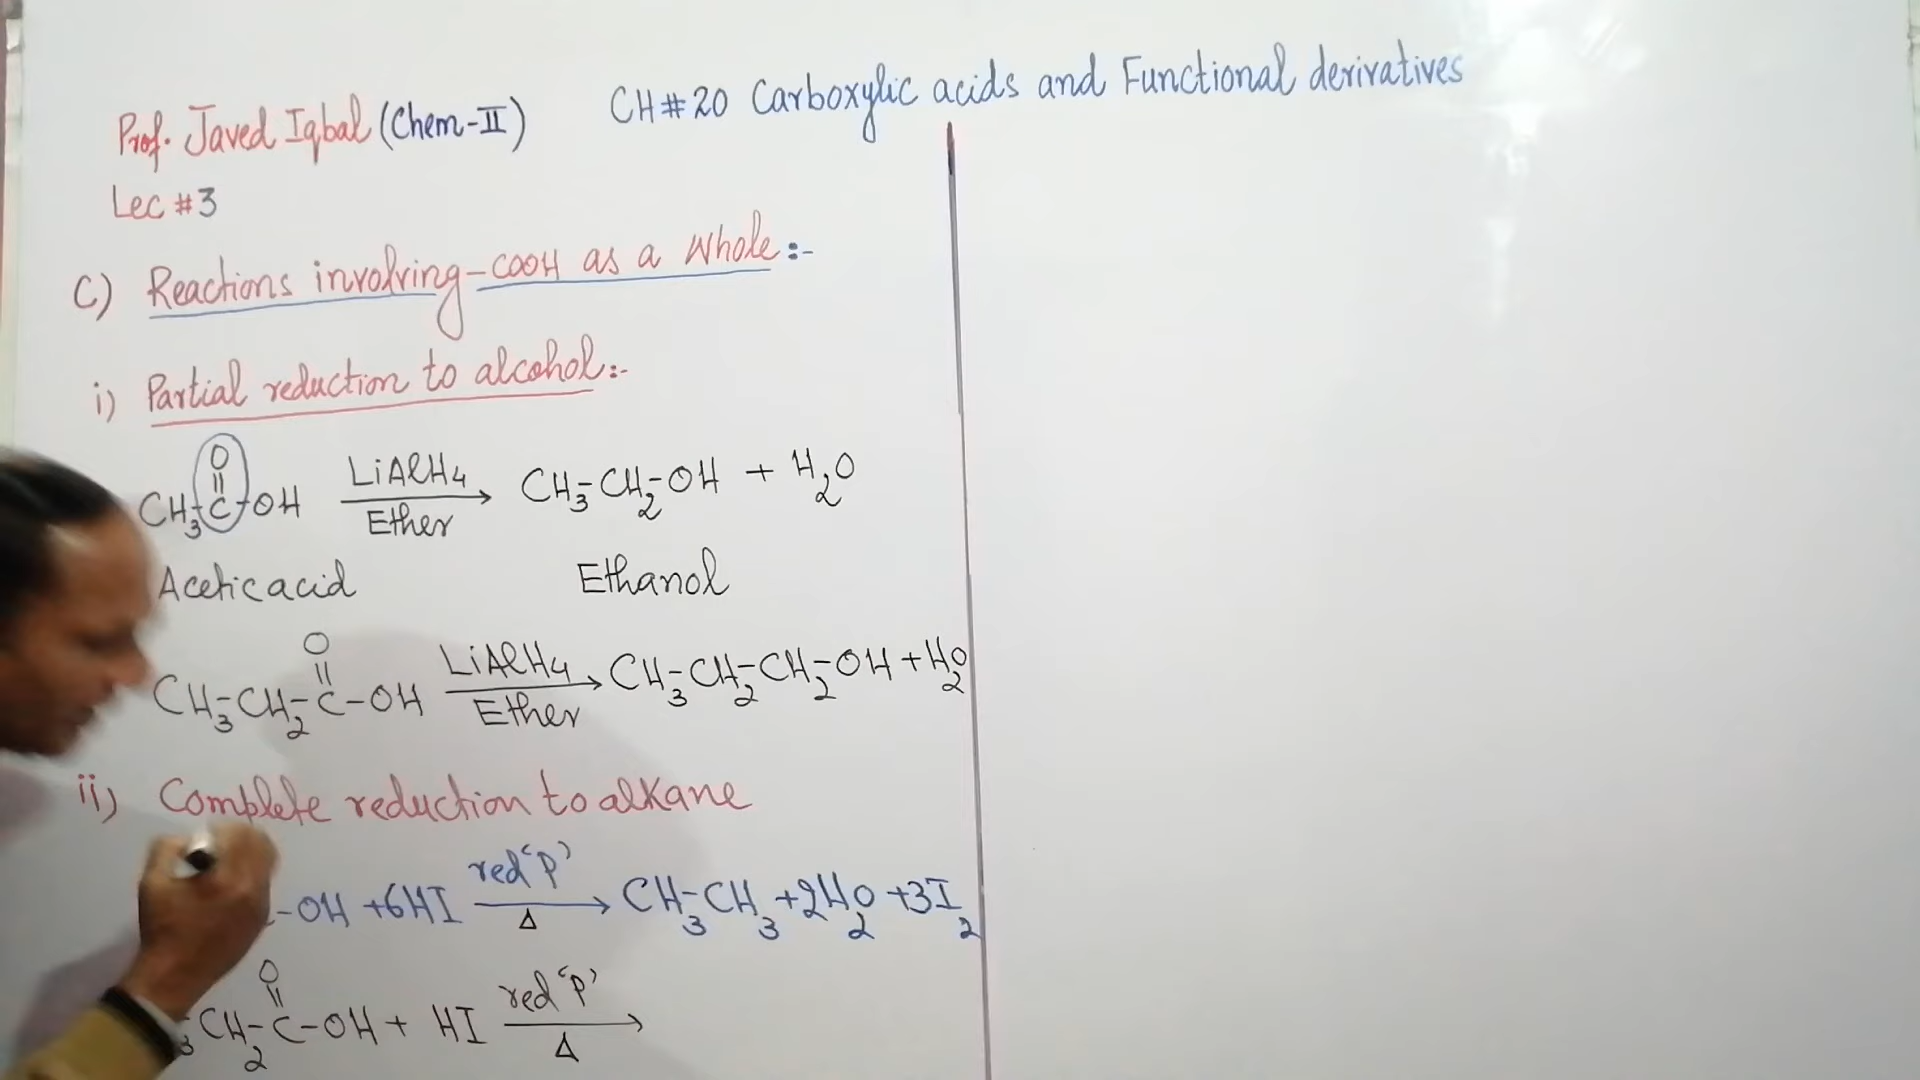 Prof. Javed Iqbal (Chem-II) CH#20 Carboxylic acids and Functional derivatives
Lec #3
C) Reactions involving -COOH as a Whole:-
i) Partial reduction to alcohol:-
O
||
CH3-C-OH LiAlH4 Ether CH3-CH2-OH + H2O
Acetic acid Ethanol
O
||
CH3-CH2-C-OH LiAlH4 Ether CH3-CH2-CH2-OH + H2O
ii) Complete reduction to alkane
-OH + 6HI red 'P' Δ CH3-CH3 + 2H2O + 3I2
O
||
3 CH2-C-OH + HI red 'P' Δ